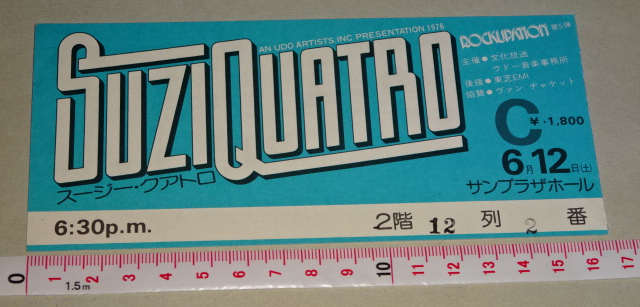 AN UDO ARTISTS INC PRESENTATION 1976
SUZI QUATRO
スージー・クアトロ
ROCKUPATION 第5弾
主催●文化放送
ウドー音楽事務所
後援●東芝EMI
協賛●ヴァン ヂャケット
C ¥・1,800
6月12日(土)
サンプラザホール
6:30p.m.
2階 12 列 2 番
0 1 2 3 4 5 6 7 8 9 10 11 12 13 14 15 16 17
1.5m